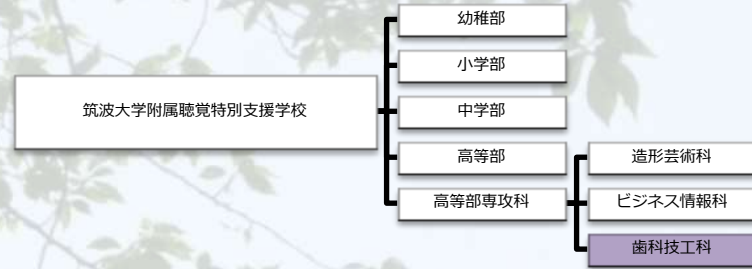 幼稚部
小学部
筑波大学附属聴覚特別支援学校
中学部
高等部
造形芸術科
高等部専攻科
ビジネス情報科
歯科技工科